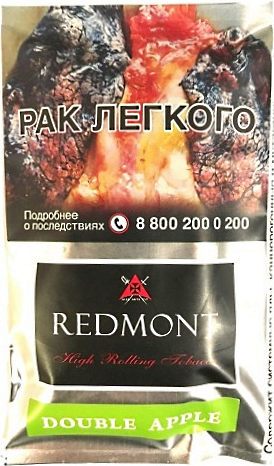 РАК ЛЕГКОГО
Подробнее
о последствиях 8 800 200 0 200
REDMONT
High Rolling Tobacco
DOUBLE APPLE